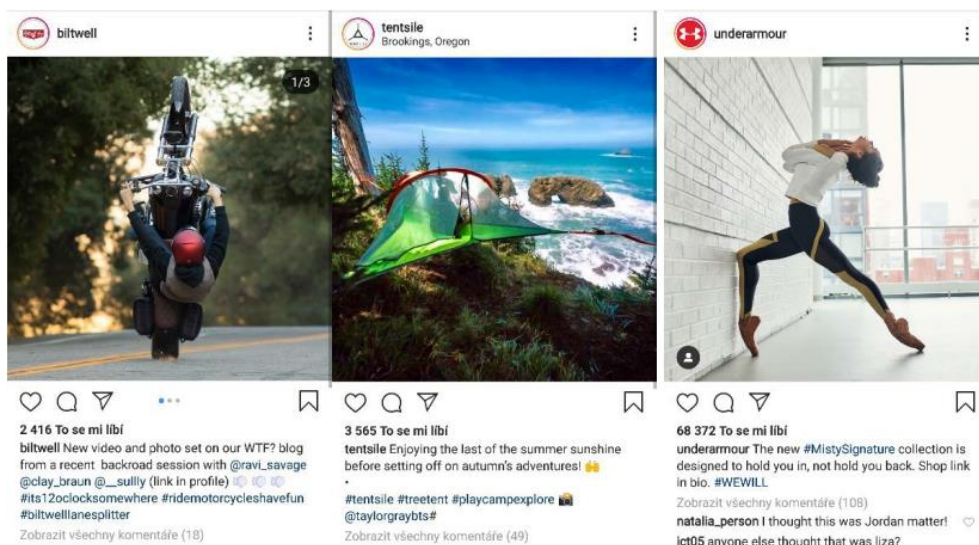 biltwell
1/3
2 416 To se mi líbí
biltwell New video and photo set on our WTF? blog
from a recent backroad session with @ravi_savage
@clay_braun @__sullly (link in profile)
#its12oclocksomewhere #ridemotorcycleshavefun
#biltwelllanesplitter
Zobrazit všechny komentáře (18)
tentsile
Brookings, Oregon
3 565 To se mi líbí
tentsile Enjoying the last of the summer sunshine
before setting off on autumn's adventures! 🙌
•
#tentsile #treetent #playcampexplore 📸
@taylorgraybts#
Zobrazit všechny komentáře (49)
underarmour
68 372 To se mi líbí
underarmour The new #MistySignature collection is
designed to hold you in, not hold you back. Shop link
in bio. #WEWILL
Zobrazit všechny komentáře (108)
natalia_person I thought this was Jordan matter!
jct05 anyone else thought that was liza?